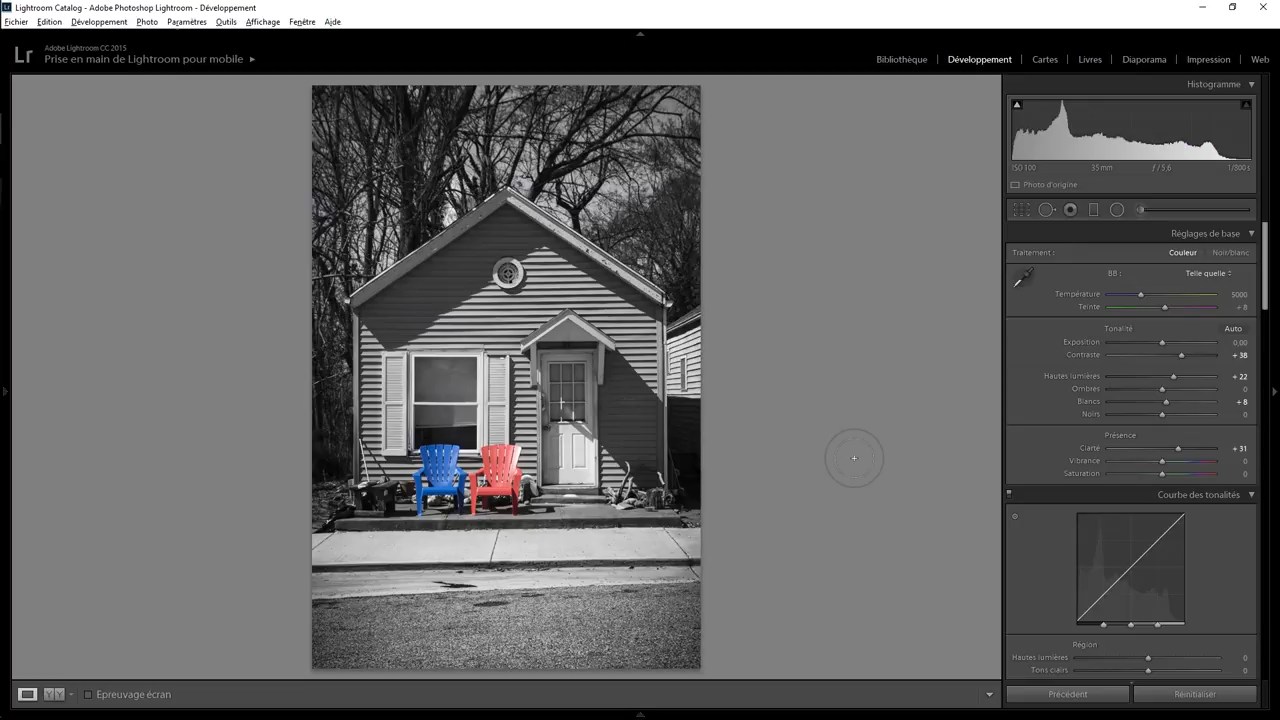 Lightroom Catalog - Adobe Photoshop Lightroom - Développement
Fichier Edition Développement Photo Paramètres Outils Affichage Fenêtre Aide
Lr
Adobe Lightroom CC 2015
Prise en main de Lightroom pour mobile
Bibliothèque | Développement | Cartes | Livres | Diaporama | Impression | Web
Histogramme
ISO 100 35 mm ƒ / 5,6 1/800 s
Photo d'origine
Réglages de base
Traitement : Couleur Noir/blanc
BB : Telle quelle
Température 5000
Teinte + 8
Tonalité Auto
Exposition 0,00
Contraste + 38
Hautes lumières + 22
Ombres 0
Blancs + 8
Noirs 0
Présence
Clarté + 31
Vibrance 0
Saturation 0
Courbe des tonalités
Région
Hautes lumières 0
Tons clairs 0
Epreuvage écran
Précédent Réinitialiser